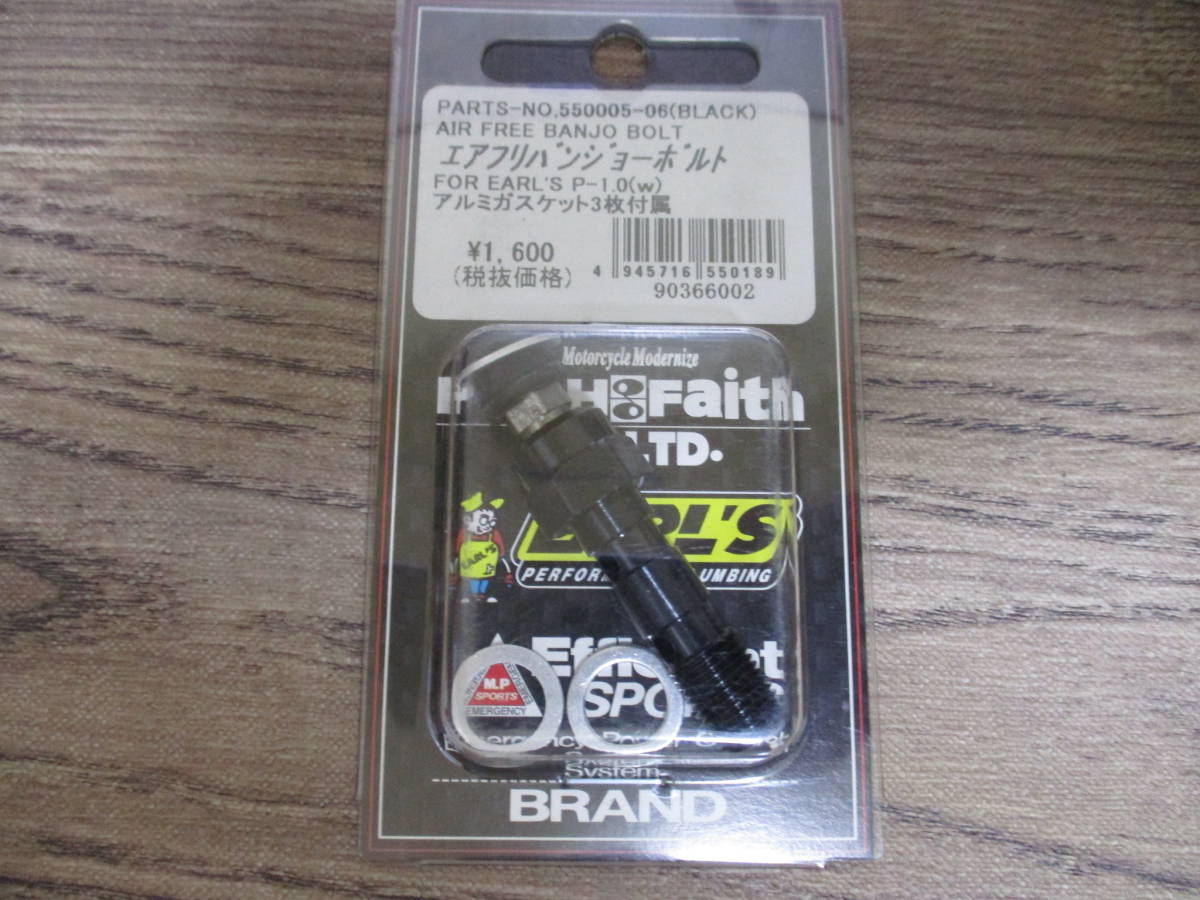 PARTS-NO.550005-06(BLACK)
AIR FREE BANJO BOLT
エアフリバンジョーボルト
FOR EARL'S P-1.0(w)
アルミガスケット3枚付属
¥1,600
(税抜価格)
4 945716 550189
90366002
Motorcycle Modernize
Faith
LTD.
EARL'S
EARL'S
M.P
SPORTS
EMERGENCY
System
BRAND